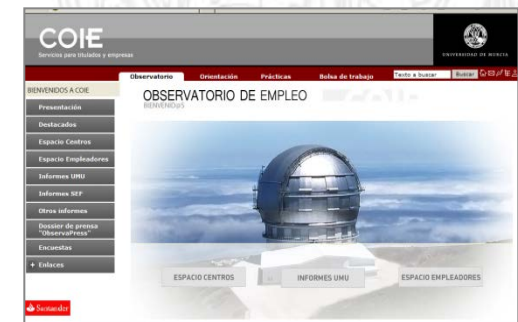 COIE
Servicios para titulados y empresas
UNIVERSIDAD DE MURCIA
Observatorio Orientación Prácticas Bolsa de trabajo Texto a buscar Buscar
BIENVENIDOS A COIE
OBSERVATORIO DE EMPLEO
BIENVENID@S
Presentación
Destacados
Espacio Centros
Espacio Empleadores
Informes UMU
Informes SEF
Otros informes
Dossier de prensa
"ObservaPress"
Encuestas
+ Enlaces
ESPACIO CENTROS INFORMES UMU ESPACIO EMPLEADORES
Santander